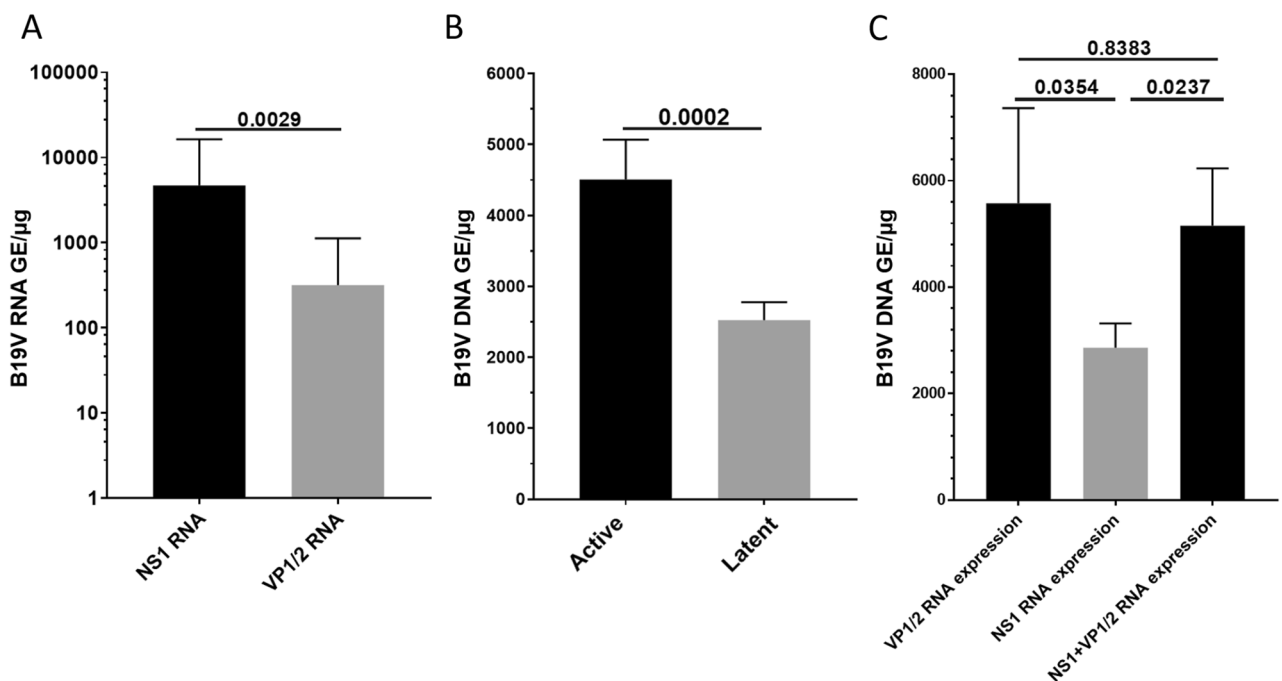 A
B19V RNA GE/µg
100000
10000
1000
100
10
1
0.0029
NS1 RNA
VP1/2 RNA
B
B19V DNA GE/µg
6000
5000
4000
3000
2000
1000
0
0.0002
Active
Latent
C
B19V DNA GE/µg
8000
6000
4000
2000
0
0.8383
0.0354
0.0237
VP1/2 RNA expression
NS1 RNA expression
NS1+VP1/2 RNA expression